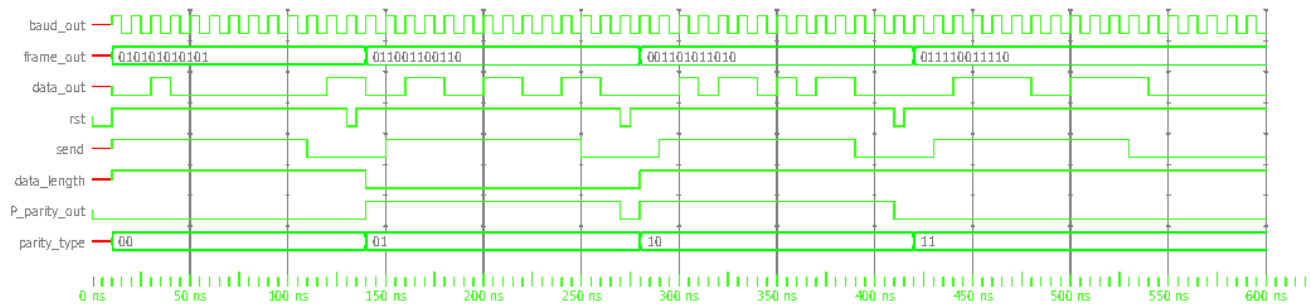 baud_out
frame_out 010101010101 011001100110 001101011010 011110011110
data_out
rst
send
data_length
P_parity_out
parity_type 00 01 10 11
0 ns 50 ns 100 ns 150 ns 200 ns 250 ns 300 ns 350 ns 400 ns 450 ns 500 ns 550 ns 600 ns